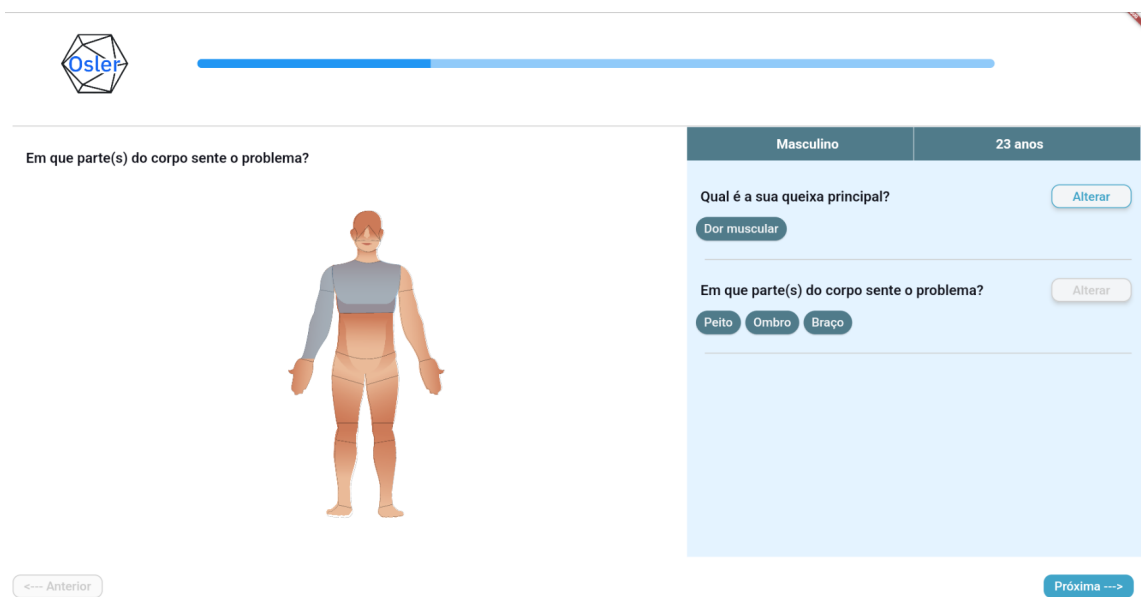 Osler
Em que parte(s) do corpo sente o problema?
Masculino
23 anos
Qual é a sua queixa principal?
Alterar
Dor muscular
Em que parte(s) do corpo sente o problema?
Alterar
Peito Ombro Braço
<--- Anterior
Próxima --->